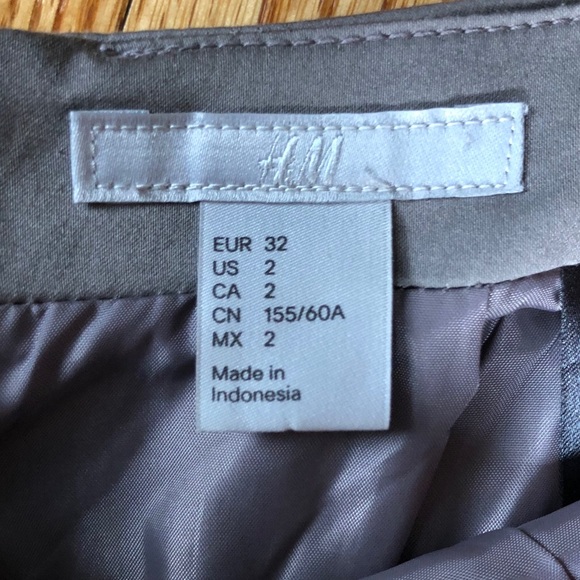 H&M
EUR 32
US 2
CA 2
CN 155/60A
MX 2
Made in
Indonesia